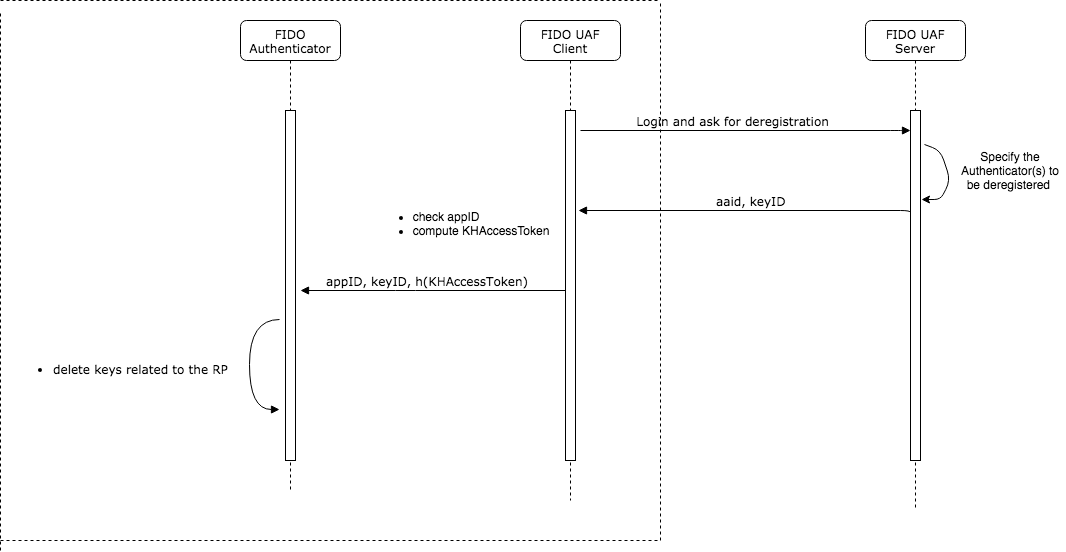 FIDO
Authenticator
FIDO UAF
Client
FIDO UAF
Server
Login and ask for deregistration
Specify the
Authenticator(s) to
be deregistered
aaid, keyID
• check appID
• compute KHAccessToken
appID, keyID, h(KHAccessToken)
• delete keys related to the RP